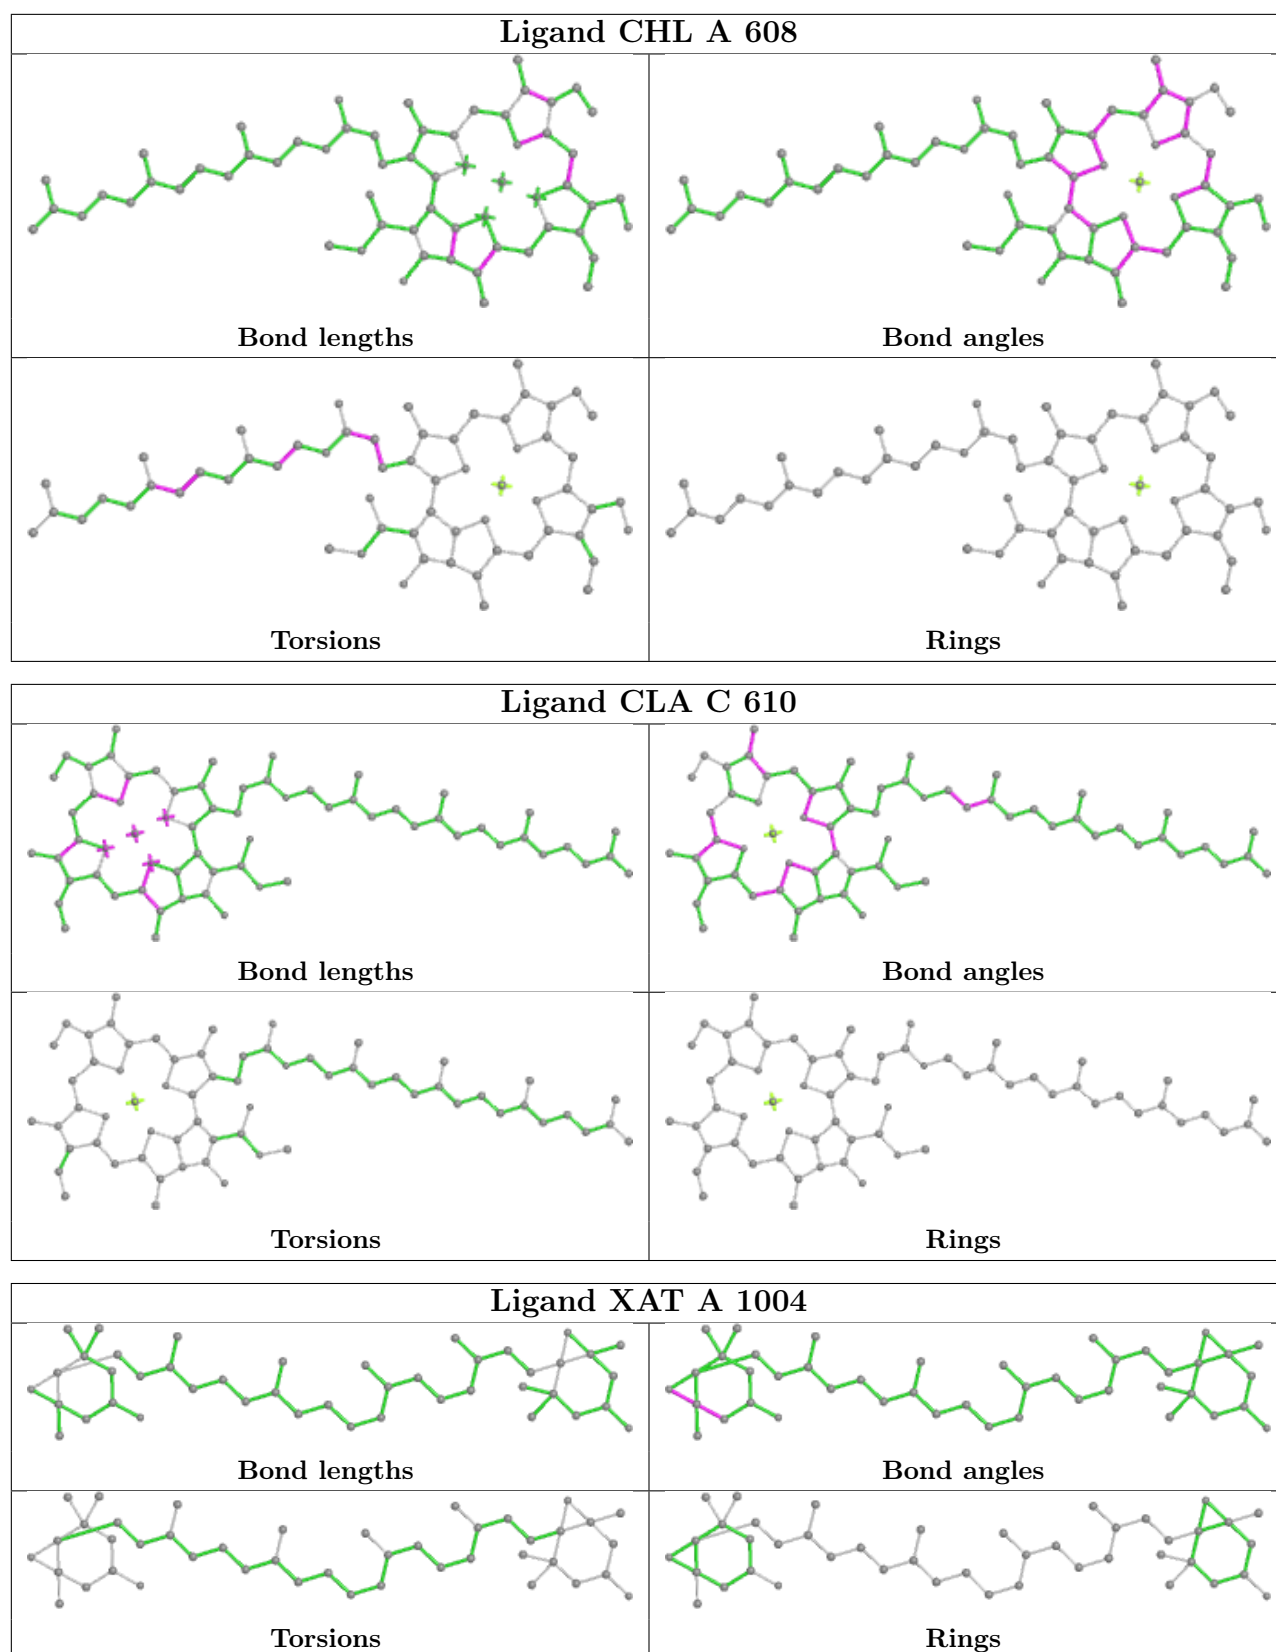 Ligand CHL A 608
Bond lengths
Bond angles
Torsions
Rings
Ligand CLA C 610
Bond lengths
Bond angles
Torsions
Rings
Ligand XAT A 1004
Bond lengths
Bond angles
Torsions
Rings